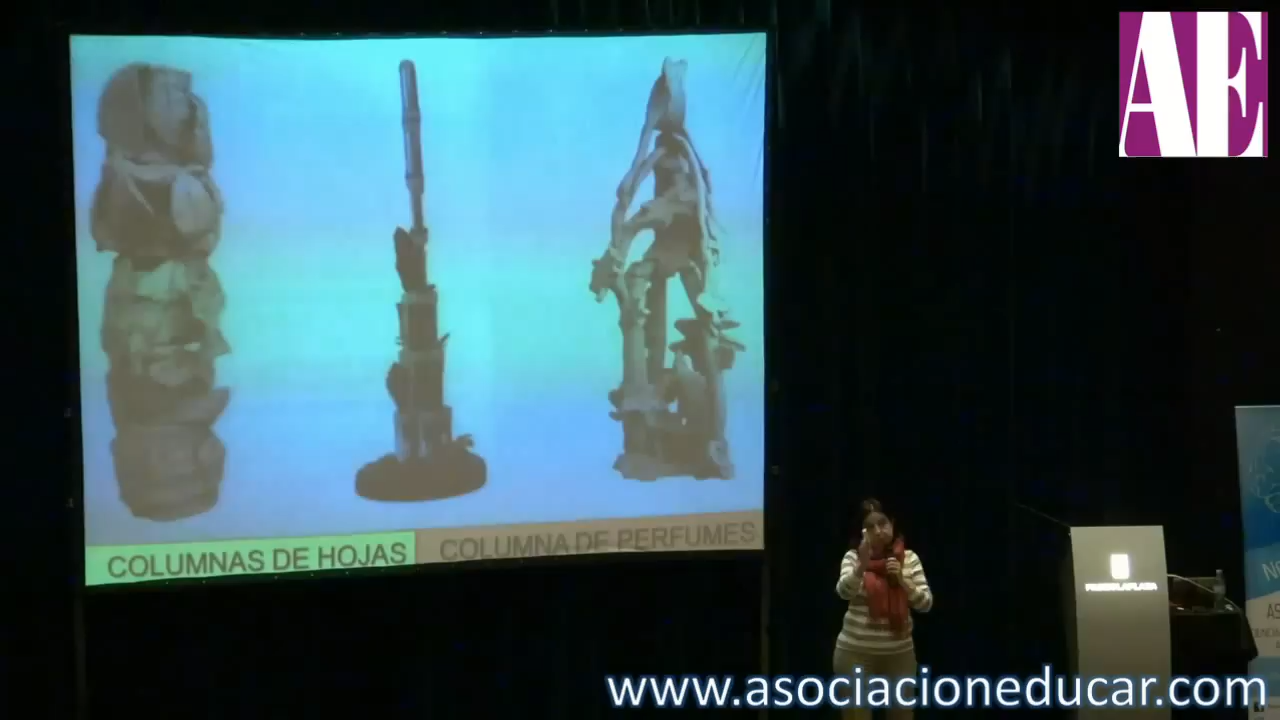 AE
COLUMNAS DE HOJAS
COLUMNA DE PERFUMES
www.asociacioneducar.com